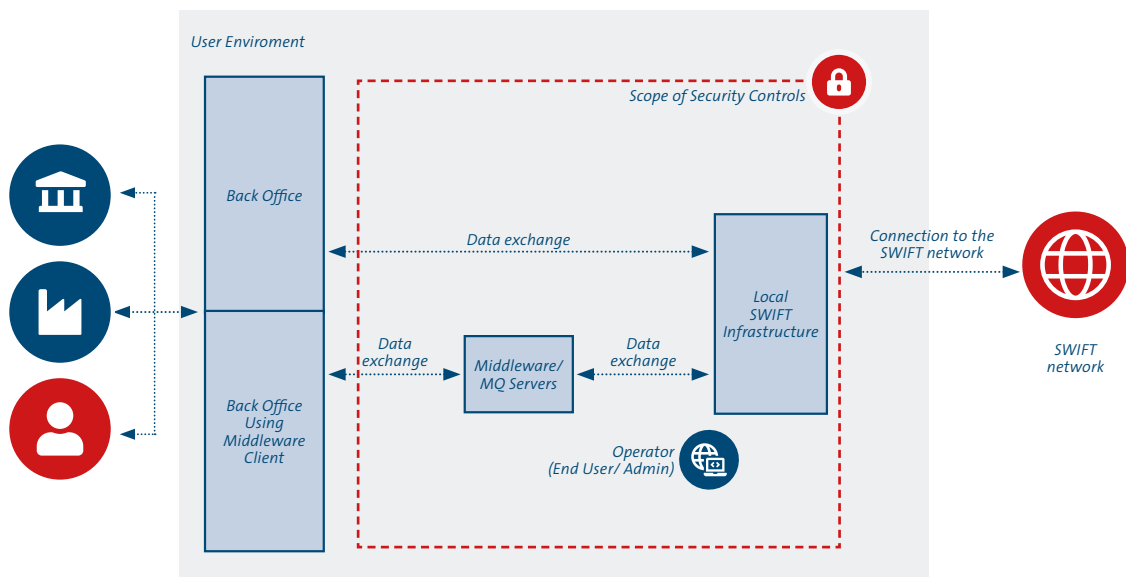 User Enviroment
Scope of Security Controls
Back Office
Data exchange
Connection to the
SWIFT network
Local
SWIFT
Infrastructure
Data
exchange
Middleware/
MQ Servers
Data
exchange
SWIFT
network
Back Office
Using
Middleware
Client
Operator
(End User/ Admin)